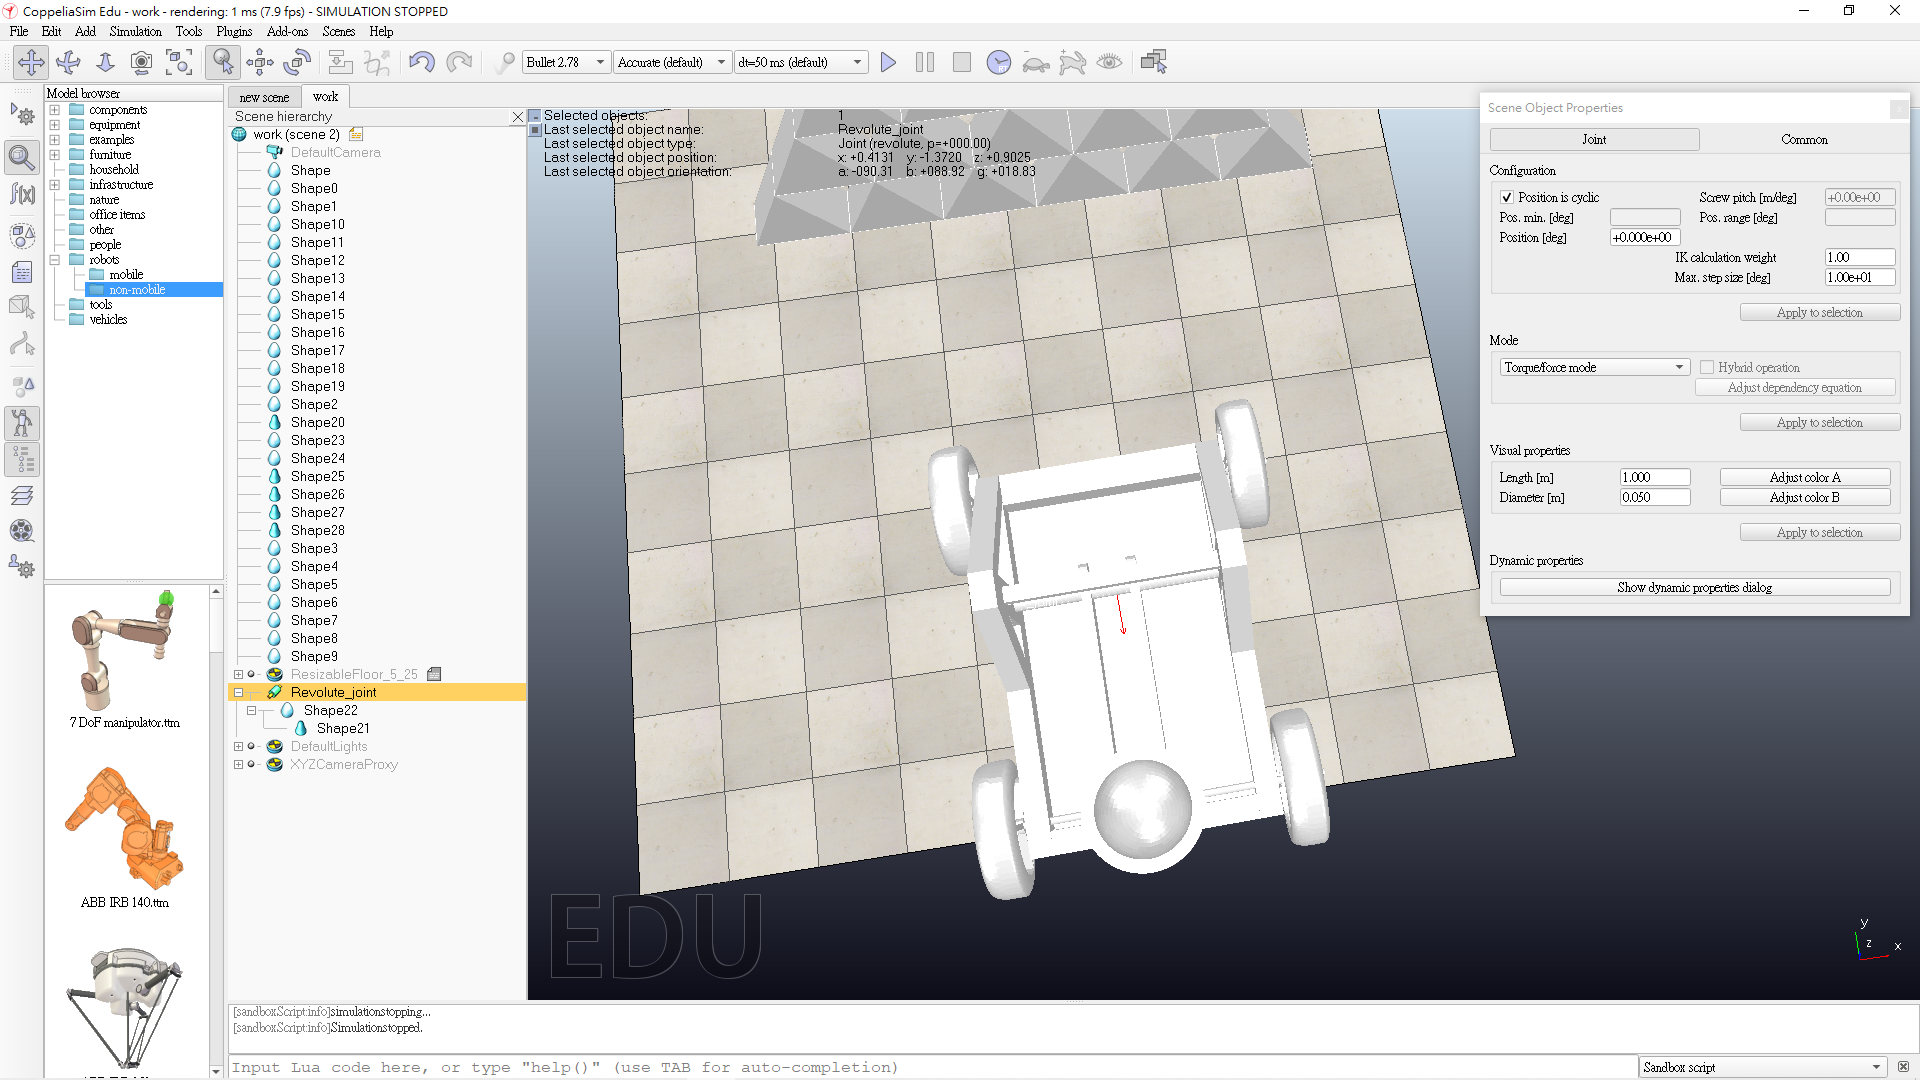 CoppeliaSim Edu - work - rendering: 1 ms (7.9 fps) - SIMULATION STOPPED
File Edit Add Simulation Tools Plugins Add-ons Scenes Help
Bullet 2.78 Accurate (default) dt=50 ms (default)
Model browser
components
equipment
examples
furniture
household
infrastructure
nature
office items
other
people
robots
mobile
non-mobile
tools
vehicles
7 DoF manipulator.ttm
ABB IRB 140.ttm
new scene work
Scene hierarchy
work (scene 2)
DefaultCamera
Shape
Shape0
Shape1
Shape10
Shape11
Shape12
Shape13
Shape14
Shape15
Shape16
Shape17
Shape18
Shape19
Shape2
Shape20
Shape23
Shape24
Shape25
Shape26
Shape27
Shape28
Shape3
Shape4
Shape5
Shape6
Shape7
Shape8
Shape9
ResizableFloor_5_25
Revolute_joint
Shape22
Shape21
DefaultLights
XYZCameraProxy
Selected objects: 1
Last selected object name: Revolute_joint
Last selected object type: Joint (revolute, p=+000.00)
Last selected object position: x: +0.4131 y: -1.3720 z: +0.9025
Last selected object orientation: a: -090.31 b: +088.92 g: +018.83
EDU
y
z
x
Scene Object Properties
Joint Common
Configuration
Position is cyclic Screw pitch [m/deg] +0.00e+00
Pos. min. [deg] Pos. range [deg]
Position [deg] +0.000e+00
IK calculation weight 1.00
Max. step size [deg] 1.00e+01
Apply to selection
Mode
Torque/force mode Hybrid operation
Adjust dependency equation
Apply to selection
Visual properties
Length [m] 1.000 Adjust color A
Diameter [m] 0.050 Adjust color B
Apply to selection
Dynamic properties
Show dynamic properties dialog
[sandboxScript:info]simulationstopping...
[sandboxScript:info]Simulationstopped.
Input Lua code here, or type "help()" (use TAB for auto-completion)
Sandbox script